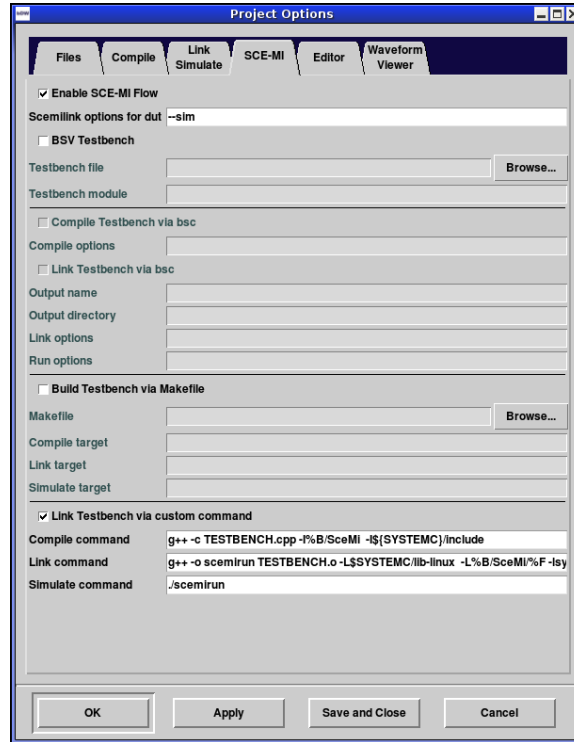 Project Options
Files
Compile
Link
Simulate
SCE-MI
Editor
Waveform
Viewer
Enable SCE-MI Flow
Scemilink options for dut --sim
BSV Testbench
Testbench file Browse...
Testbench module
Compile Testbench via bsc
Compile options
Link Testbench via bsc
Output name
Output directory
Link options
Run options
Build Testbench via Makefile
Makefile Browse...
Compile target
Link target
Simulate target
Link Testbench via custom command
Compile command g++ -c TESTBENCH.cpp -I%B/SceMi -I${SYSTEMC}/include
Link command g++ -o scemirun TESTBENCH.o -L$SYSTEMC/lib-linux -L%B/SceMi/%F -lsy
Simulate command ./scemirun
OK Apply Save and Close Cancel